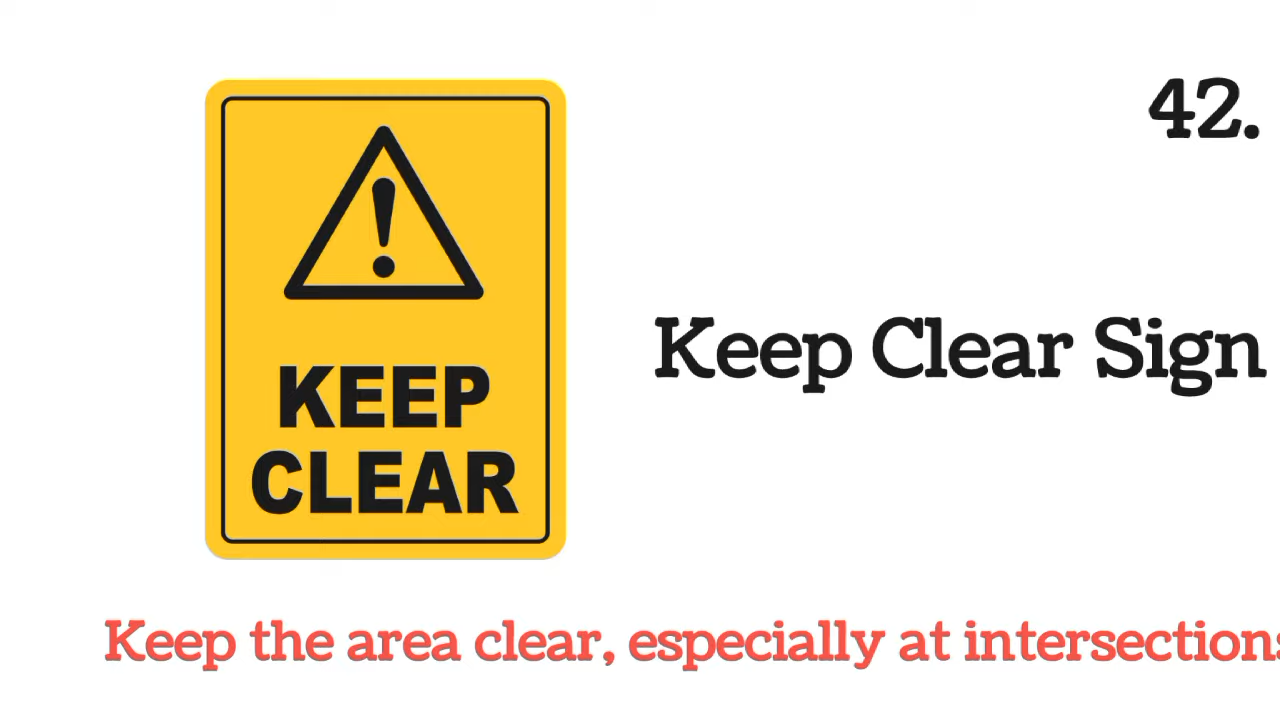 42.
KEEP
CLEAR
Keep Clear Sign
Keep the area clear, especially at intersections